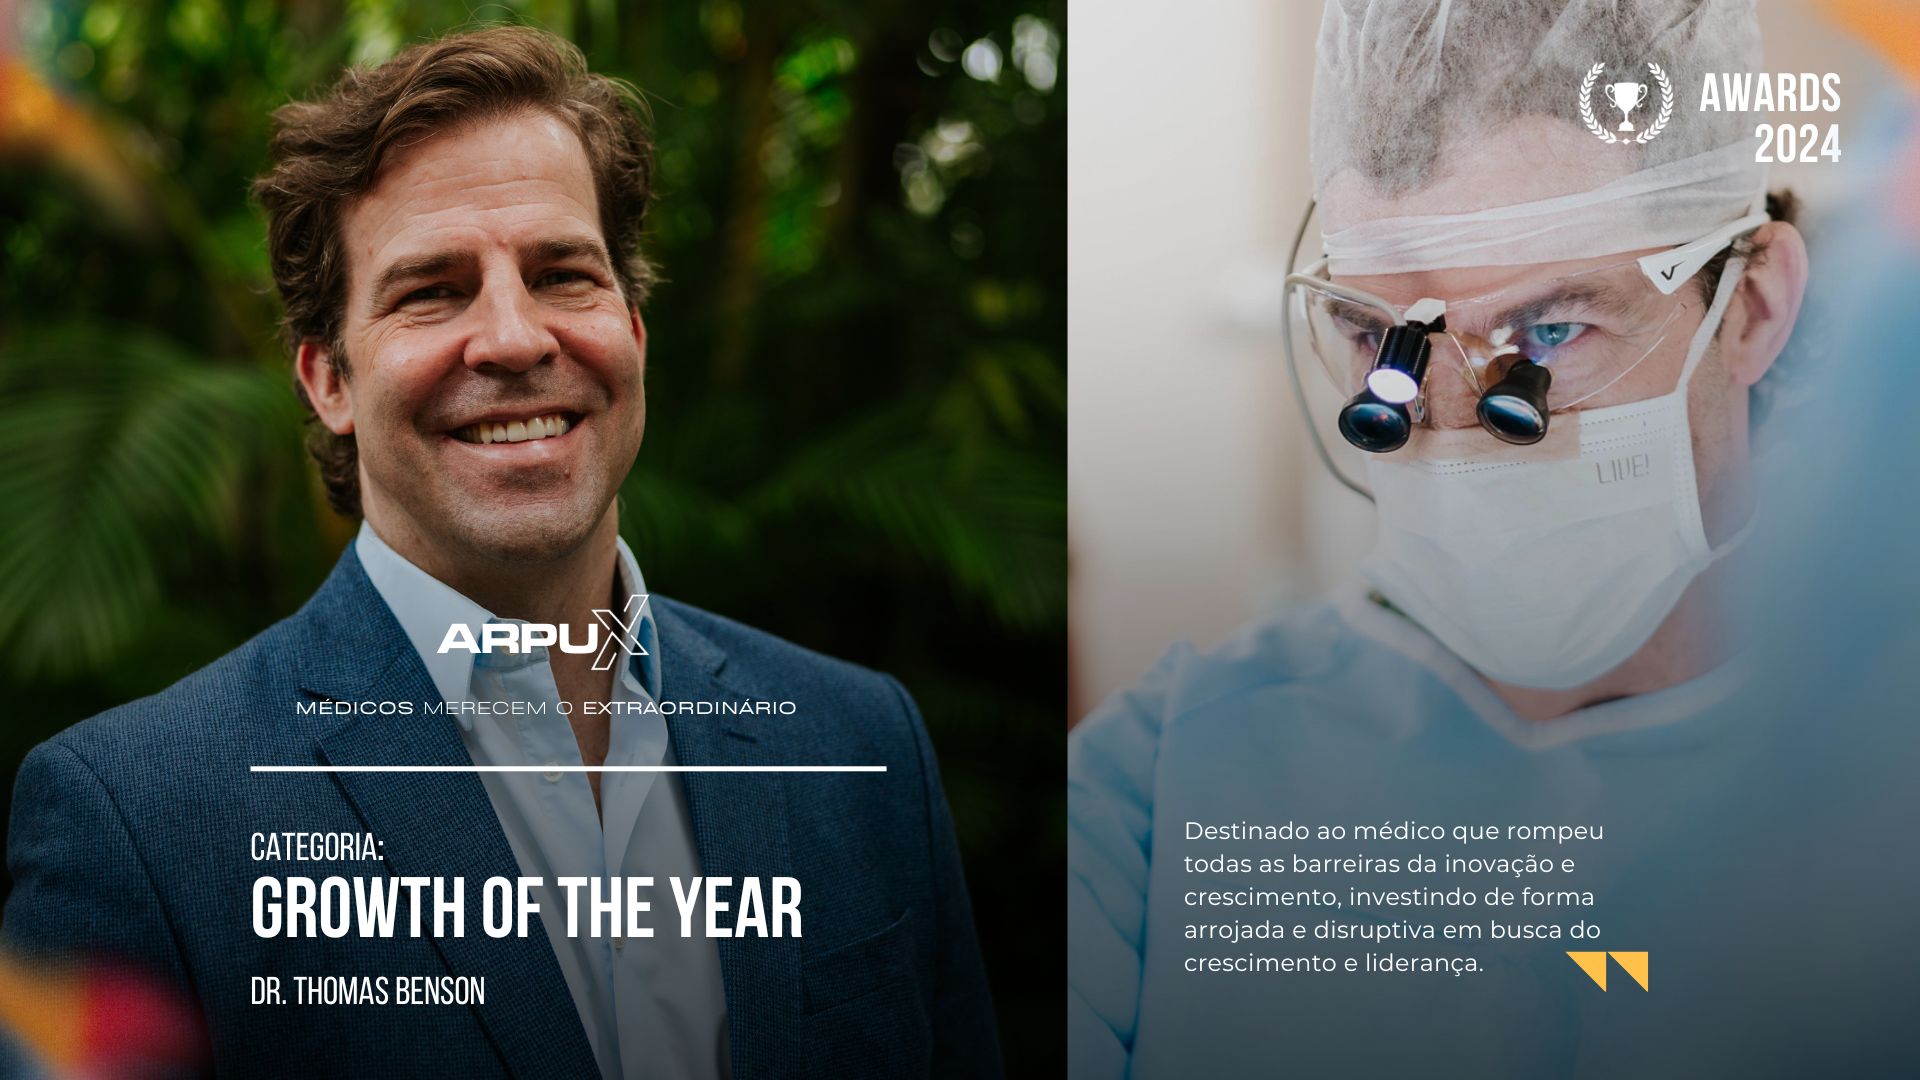 AWARDS
2024
LIVE!
ARPUX
MÉDICOS MERECEM O EXTRAORDINÁRIO
CATEGORIA:
GROWTH OF THE YEAR
DR. THOMAS BENSON
Destinado ao médico que rompeu
todas as barreiras da inovação e
crescimento, investindo de forma
arrojada e disruptiva em busca do
crescimento e liderança.